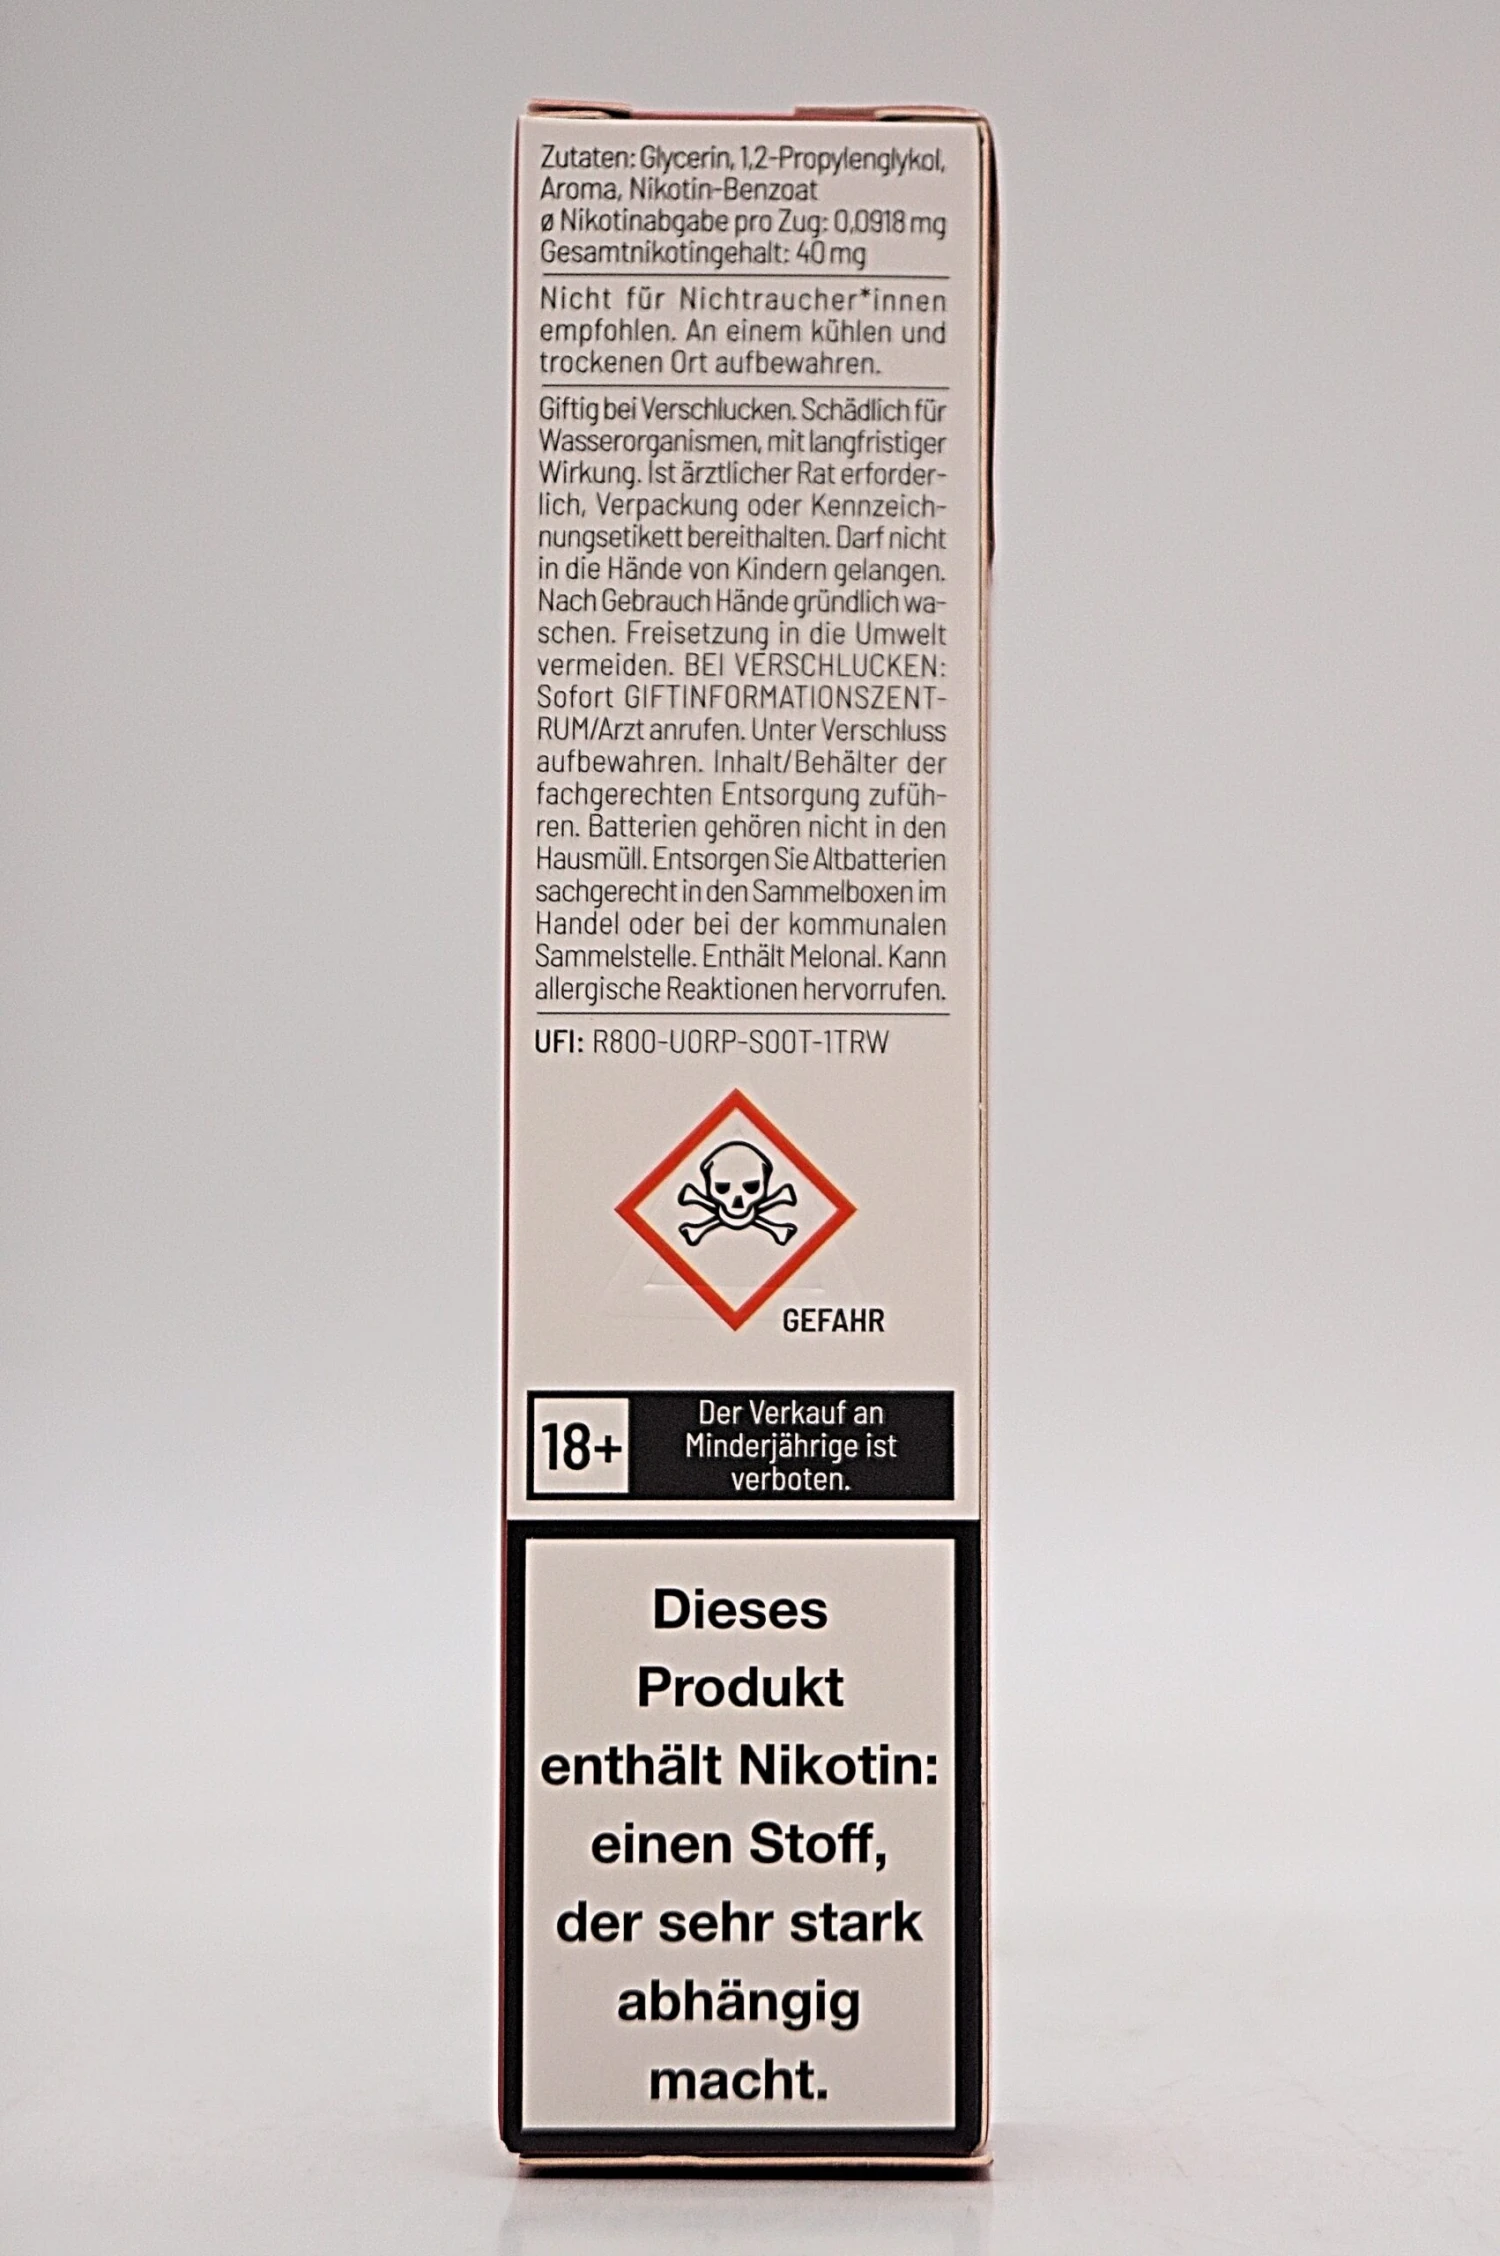 Zutaten: Glycerin, 1,2-Propylenglykol,
Aroma, Nikotin-Benzoat
ø Nikotinabgabe pro Zug: 0,0918 mg
Gesamtnikotingehalt: 40 mg
Nicht für Nichtraucher*innen
empfohlen. An einem kühlen und
trockenen Ort aufbewahren.
Giftig bei Verschlucken. Schädlich für
Wasserorganismen, mit langfristiger
Wirkung. Ist ärztlicher Rat erforder-
lich, Verpackung oder Kennzeich-
nungsetikett bereithalten. Darf nicht
in die Hände von Kindern gelangen.
Nach Gebrauch Hände gründlich wa-
schen. Freisetzung in die Umwelt
vermeiden. BEI VERSCHLUCKEN:
Sofort GIFTINFORMATIONSZENT-
RUM/Arzt anrufen. Unter Verschluss
aufbewahren. Inhalt/Behälter der
fachgerechten Entsorgung zufüh-
ren. Batterien gehören nicht in den
Hausmüll. Entsorgen Sie Altbatterien
sachgerecht in den Sammelboxen im
Handel oder bei der kommunalen
Sammelstelle. Enthält Melonal. Kann
allergische Reaktionen hervorrufen.
UFI: R800-U0RP-S00T-1TRW
GEFAHR
18+
Der Verkauf an
Minderjährige ist
verboten.
Dieses
Produkt
enthält Nikotin:
einen Stoff,
der sehr stark
abhängig
macht.